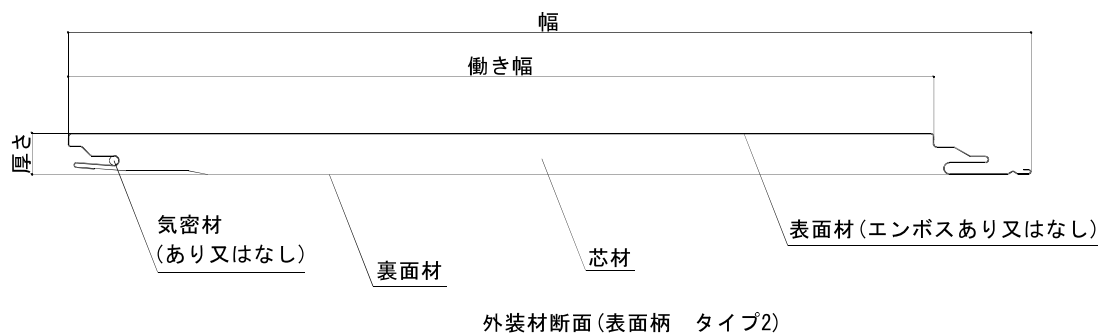 幅
働き幅
厚さ
気密材
(あり又はなし)
裏面材
芯材
表面材(エンボスあり又はなし)
外装材断面(表面柄　タイプ2)